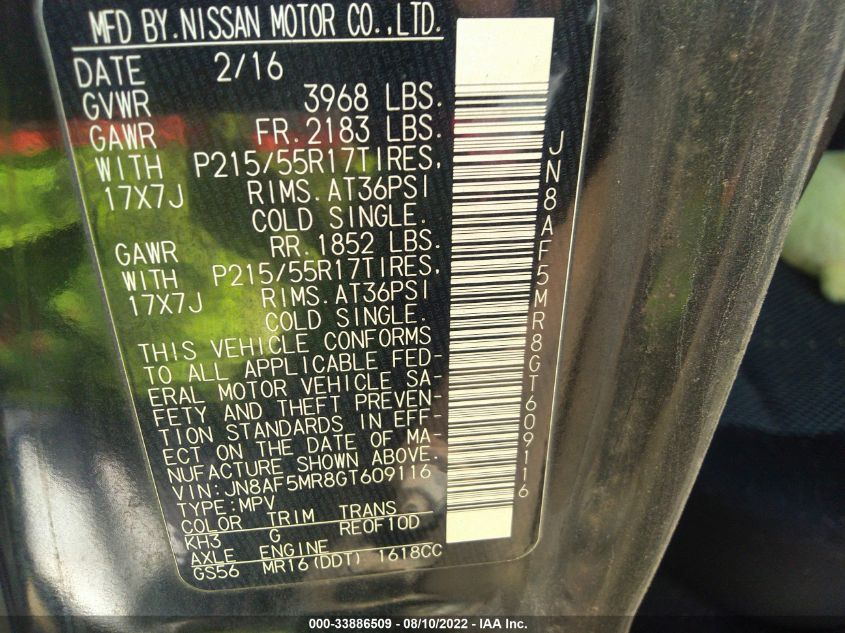 MFD BY.NISSAN MOTOR CO.,LTD.
DATE 2/16
GVWR 3968 LBS.
GAWR FR.2183 LBS.
WITH P215/55R17TIRES,
17X7J RIMS.AT36PSI
COLD SINGLE.
GAWR RR.1852 LBS.
WITH P215/55R17TIRES,
17X7J RIMS.AT36PSI
COLD SINGLE.
THIS VEHICLE CONFORMS
TO ALL APPLICABLE FED-
ERAL MOTOR VEHICLE SA-
FETY AND THEFT PREVEN-
TION STANDARDS IN EFF-
ECT ON THE DATE OF MA-
NUFACTURE SHOWN ABOVE.
VIN:JN8AF5MR8GT609116
TYPE:MPV
COLOR TRIM TRANS
KH3 G RE0F10D
AXLE ENGINE
GS56 MR16(DDT) 1618CC
JN8AF5MR8GT609116
000-33886509 - 08/10/2022 - IAA Inc.